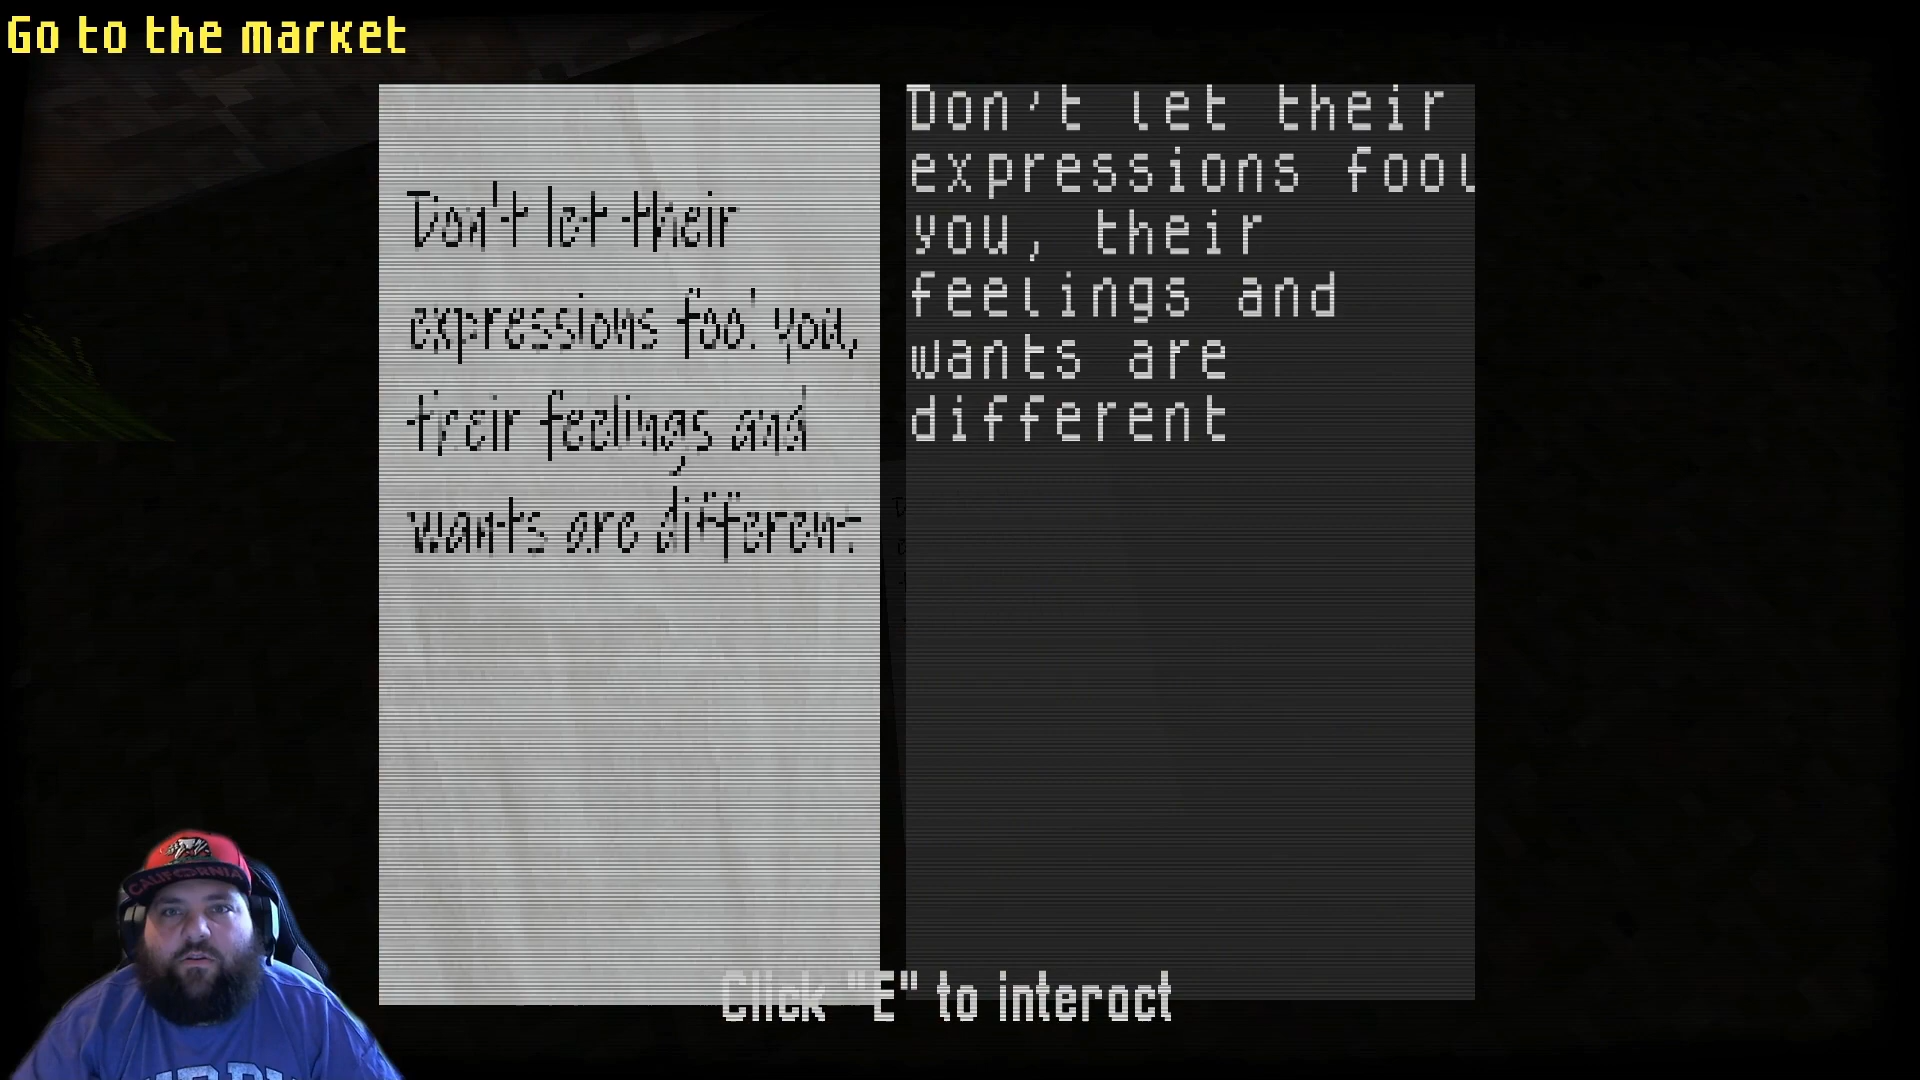 Go to the market
Don't let their
expressions fool you,
their feelings and
wants are different
Don't let their
expressions fool
you, their
feelings and
wants are
different
Click "E" to interact
CALIFORNIA